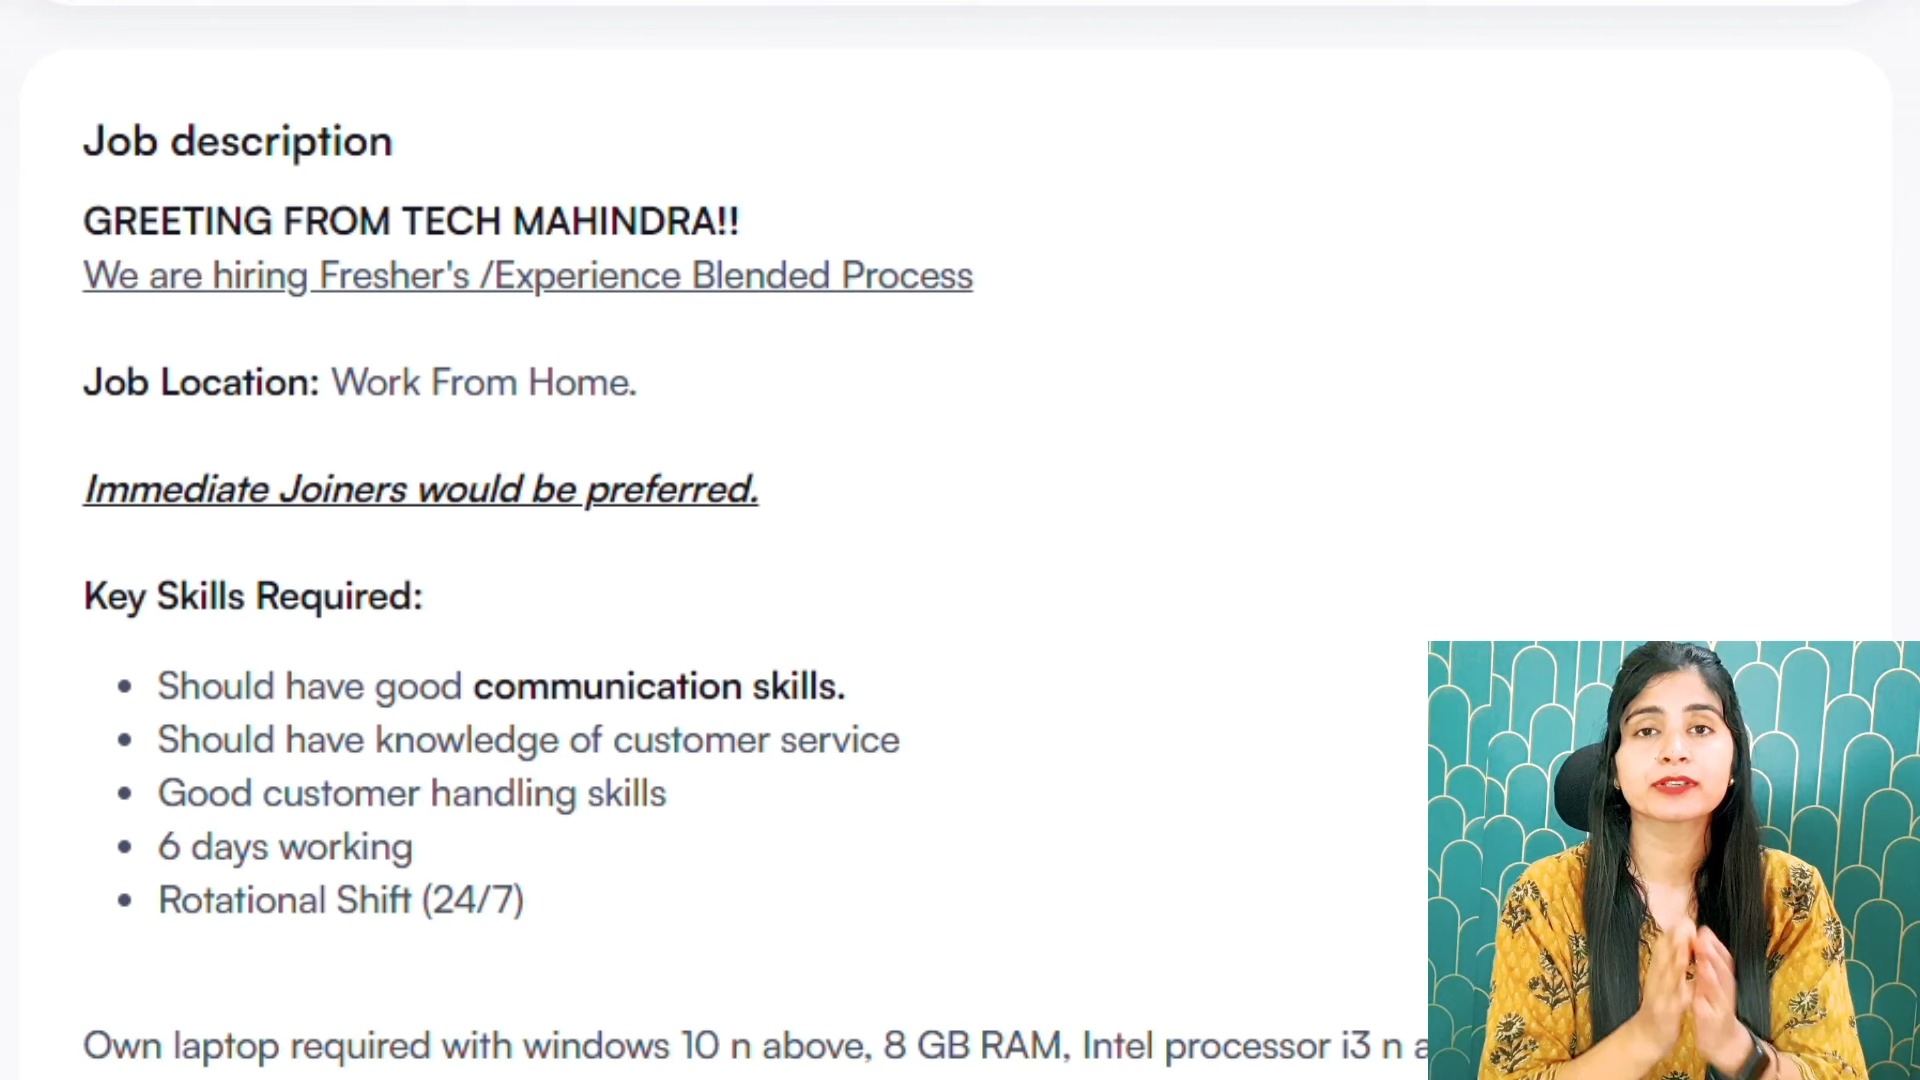 Job description
GREETING FROM TECH MAHINDRA!!
We are hiring Fresher's /Experience Blended Process
Job Location: Work From Home.
Immediate Joiners would be preferred.
Key Skills Required:
• Should have good communication skills.
• Should have knowledge of customer service
• Good customer handling skills
• 6 days working
• Rotational Shift (24/7)
Own laptop required with windows 10 n above, 8 GB RAM, Intel processor i3 n